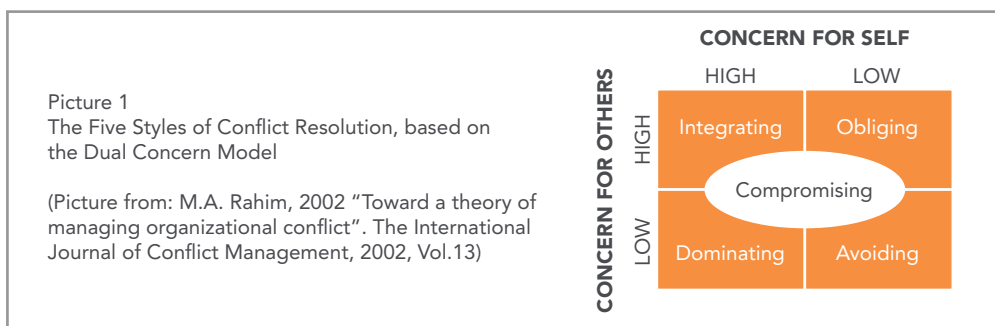 Picture 1
The Five Styles of Conflict Resolution, based on
the Dual Concern Model
(Picture from: M.A. Rahim, 2002 “Toward a theory of
managing organizational conflict”. The International
Journal of Conflict Management, 2002, Vol.13)
CONCERN FOR SELF
HIGH LOW
CONCERN FOR OTHERS
HIGH
Integrating Obliging
Compromising
LOW
Dominating Avoiding